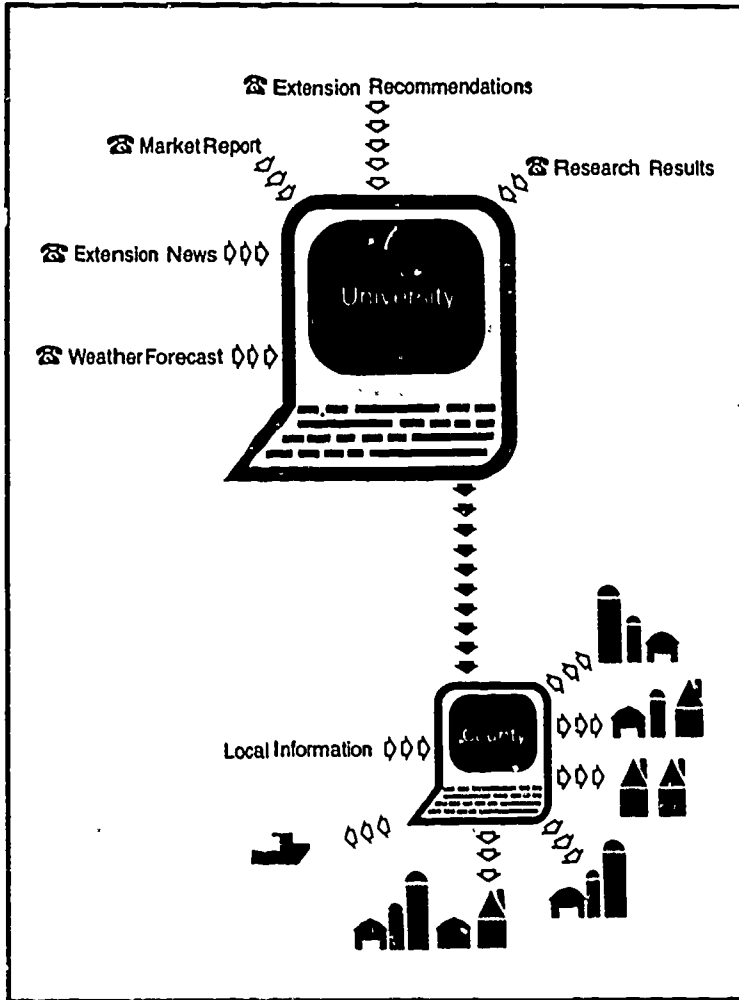 ☎ Extension Recommendations
☎ Market Report
☎ Research Results
☎ Extension News
University
☎ Weather Forecast
County
Local Information